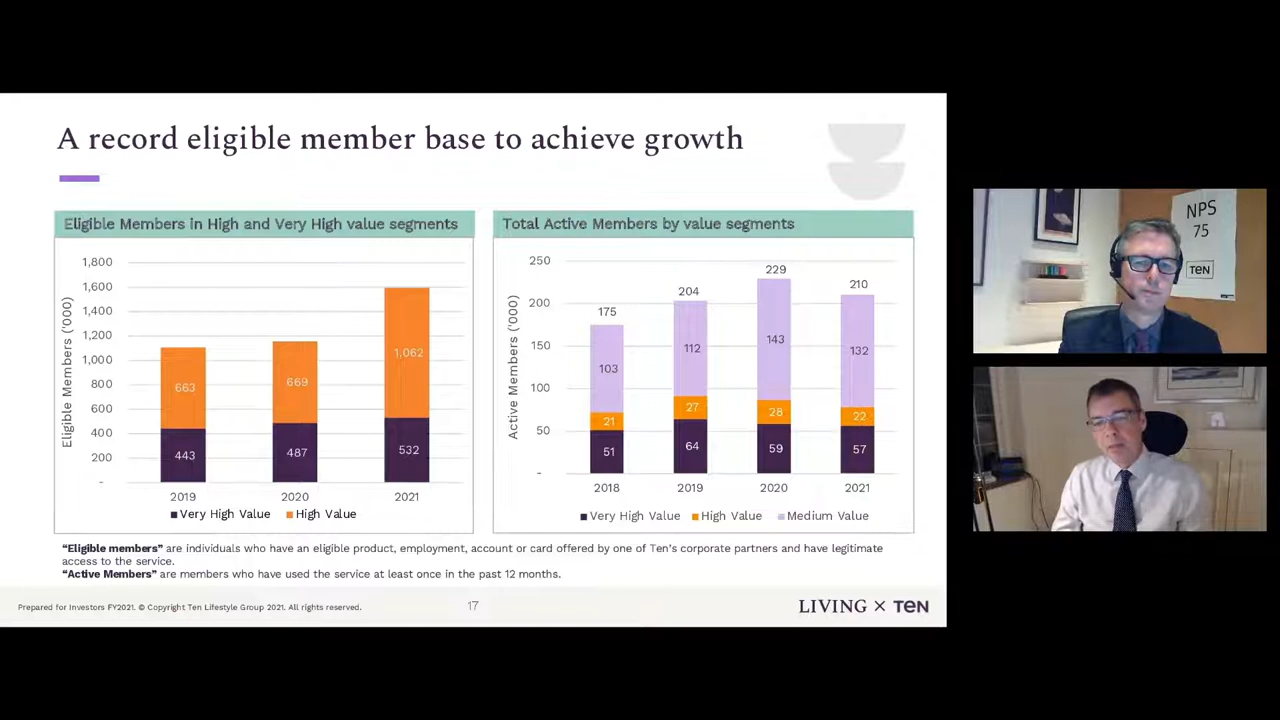 A record eligible member base to achieve growth
Eligible Members in High and Very High value segments
Eligible Members ('000)
1,800
1,600
1,400
1,200
1,000
800
600
400
200
-
663
443
669
487
1,062
532
2019
2020
2021
Very High Value
High Value
Total Active Members by value segments
Active Members ('000)
250
200
150
100
50
-
175
103
21
51
204
112
27
64
229
143
28
59
210
132
22
57
2018
2019
2020
2021
Very High Value
High Value
Medium Value
“Eligible members” are individuals who have an eligible product, employment, account or card offered by one of Ten’s corporate partners and have legitimate
access to the service.
“Active Members” are members who have used the service at least once in the past 12 months.
Prepared for Investors FY2021. © Copyright Ten Lifestyle Group 2021. All rights reserved.
17
LIVING × TEN
NPS
75
TEN